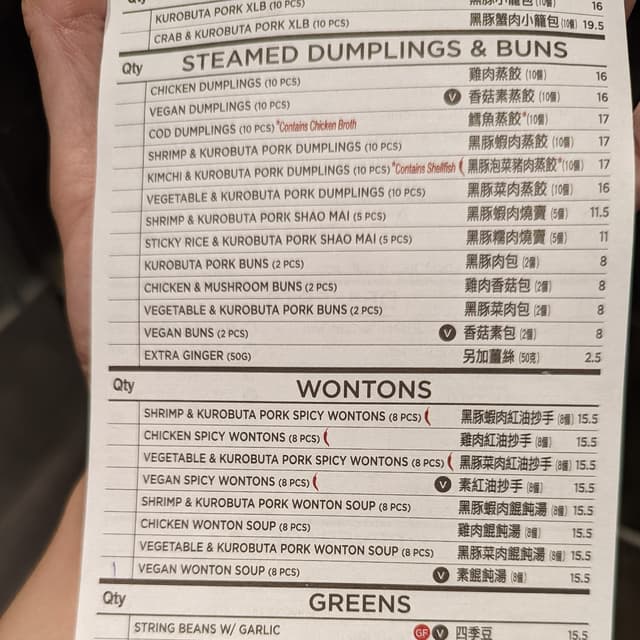 KUROBUTA PORK XLB (10 PCS) 16
CRAB & KUROBUTA PORK XLB (10 PCS) 黑豚蟹肉小籠包 (10個) 19.5
Qty STEAMED DUMPLINGS & BUNS
CHICKEN DUMPLINGS (10 PCS) 雞肉蒸餃 (10個) 16
VEGAN DUMPLINGS (10 PCS) V 香菇素蒸餃 (10個) 16
COD DUMPLINGS (10 PCS) *Contains Chicken Broth 鱈魚蒸餃*(10個) 17
SHRIMP & KUROBUTA PORK DUMPLINGS (10 PCS) 黑豚蝦肉蒸餃 (10個) 17
KIMCHI & KUROBUTA PORK DUMPLINGS (10 PCS) *Contains Shellfish 黑豚泡菜豬肉蒸餃*(10個) 17
VEGETABLE & KUROBUTA PORK DUMPLINGS (10 PCS) 黑豚菜肉蒸餃 (10個) 16
SHRIMP & KUROBUTA PORK SHAO MAI (5 PCS) 黑豚蝦肉燒賣 (5個) 11.5
STICKY RICE & KUROBUTA PORK SHAO MAI (5 PCS) 黑豚糯肉燒賣 (5個) 11
KUROBUTA PORK BUNS (2 PCS) 黑豚肉包 (2個) 8
CHICKEN & MUSHROOM BUNS (2 PCS) 雞肉香菇包 (2個) 8
VEGETABLE & KUROBUTA PORK BUNS (2 PCS) 黑豚菜肉包 (2個) 8
VEGAN BUNS (2 PCS) V 香菇素包 (2個) 8
EXTRA GINGER (50G) 另加薑絲 (50克) 2.5
Qty WONTONS
SHRIMP & KUROBUTA PORK SPICY WONTONS (8 PCS) 黑豚蝦肉紅油抄手 (8個) 15.5
CHICKEN SPICY WONTONS (8 PCS) 雞肉紅油抄手 (8個) 15.5
VEGETABLE & KUROBUTA PORK SPICY WONTONS (8 PCS) 黑豚菜肉紅油抄手 (8個) 15.5
VEGAN SPICY WONTONS (8 PCS) V 素紅油抄手 (8個) 15.5
SHRIMP & KUROBUTA PORK WONTON SOUP (8 PCS) 黑豚蝦肉餛飩湯 (8個) 15.5
CHICKEN WONTON SOUP (8 PCS) 雞肉餛飩湯 (8個) 15.5
VEGETABLE & KUROBUTA PORK WONTON SOUP (8 PCS) 黑豚菜肉餛飩湯 (8個) 15.5
1 VEGAN WONTON SOUP (8 PCS) V 素餛飩湯 (8個) 15.5
Qty GREENS
STRING BEANS W/ GARLIC GF V 四季豆 15.5